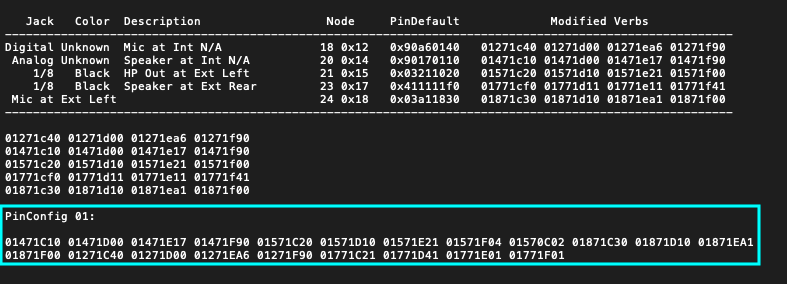 Jack Color Description Node PinDefault Modified Verbs
Digital Unknown Mic at Int N/A 18 0x12 0x90a60140 01271c40 01271d00 01271ea6 01271f90
Analog Unknown Speaker at Int N/A 20 0x14 0x90170110 01471c10 01471d00 01471e17 01471f90
1/8 Black HP Out at Ext Left 21 0x15 0x03211020 01571c20 01571d10 01571e21 01571f00
1/8 Black Speaker at Ext Rear 23 0x17 0x411111f0 01771cf0 01771d11 01771e11 01771f41
Mic at Ext Left 24 0x18 0x03a11830 01871c30 01871d10 01871ea1 01871f00
01271c40 01271d00 01271ea6 01271f90
01471c10 01471d00 01471e17 01471f90
01571c20 01571d10 01571e21 01571f00
01771cf0 01771d11 01771e11 01771f41
01871c30 01871d10 01871ea1 01871f00
PinConfig 01:
01471C10 01471D00 01471E17 01471F90 01571C20 01571D10 01571E21 01571F04 01570C02 01871C30 01871D10 01871EA1
01871F00 01271C40 01271D00 01271EA6 01271F90 01771C21 01771D41 01771E01 01771F01